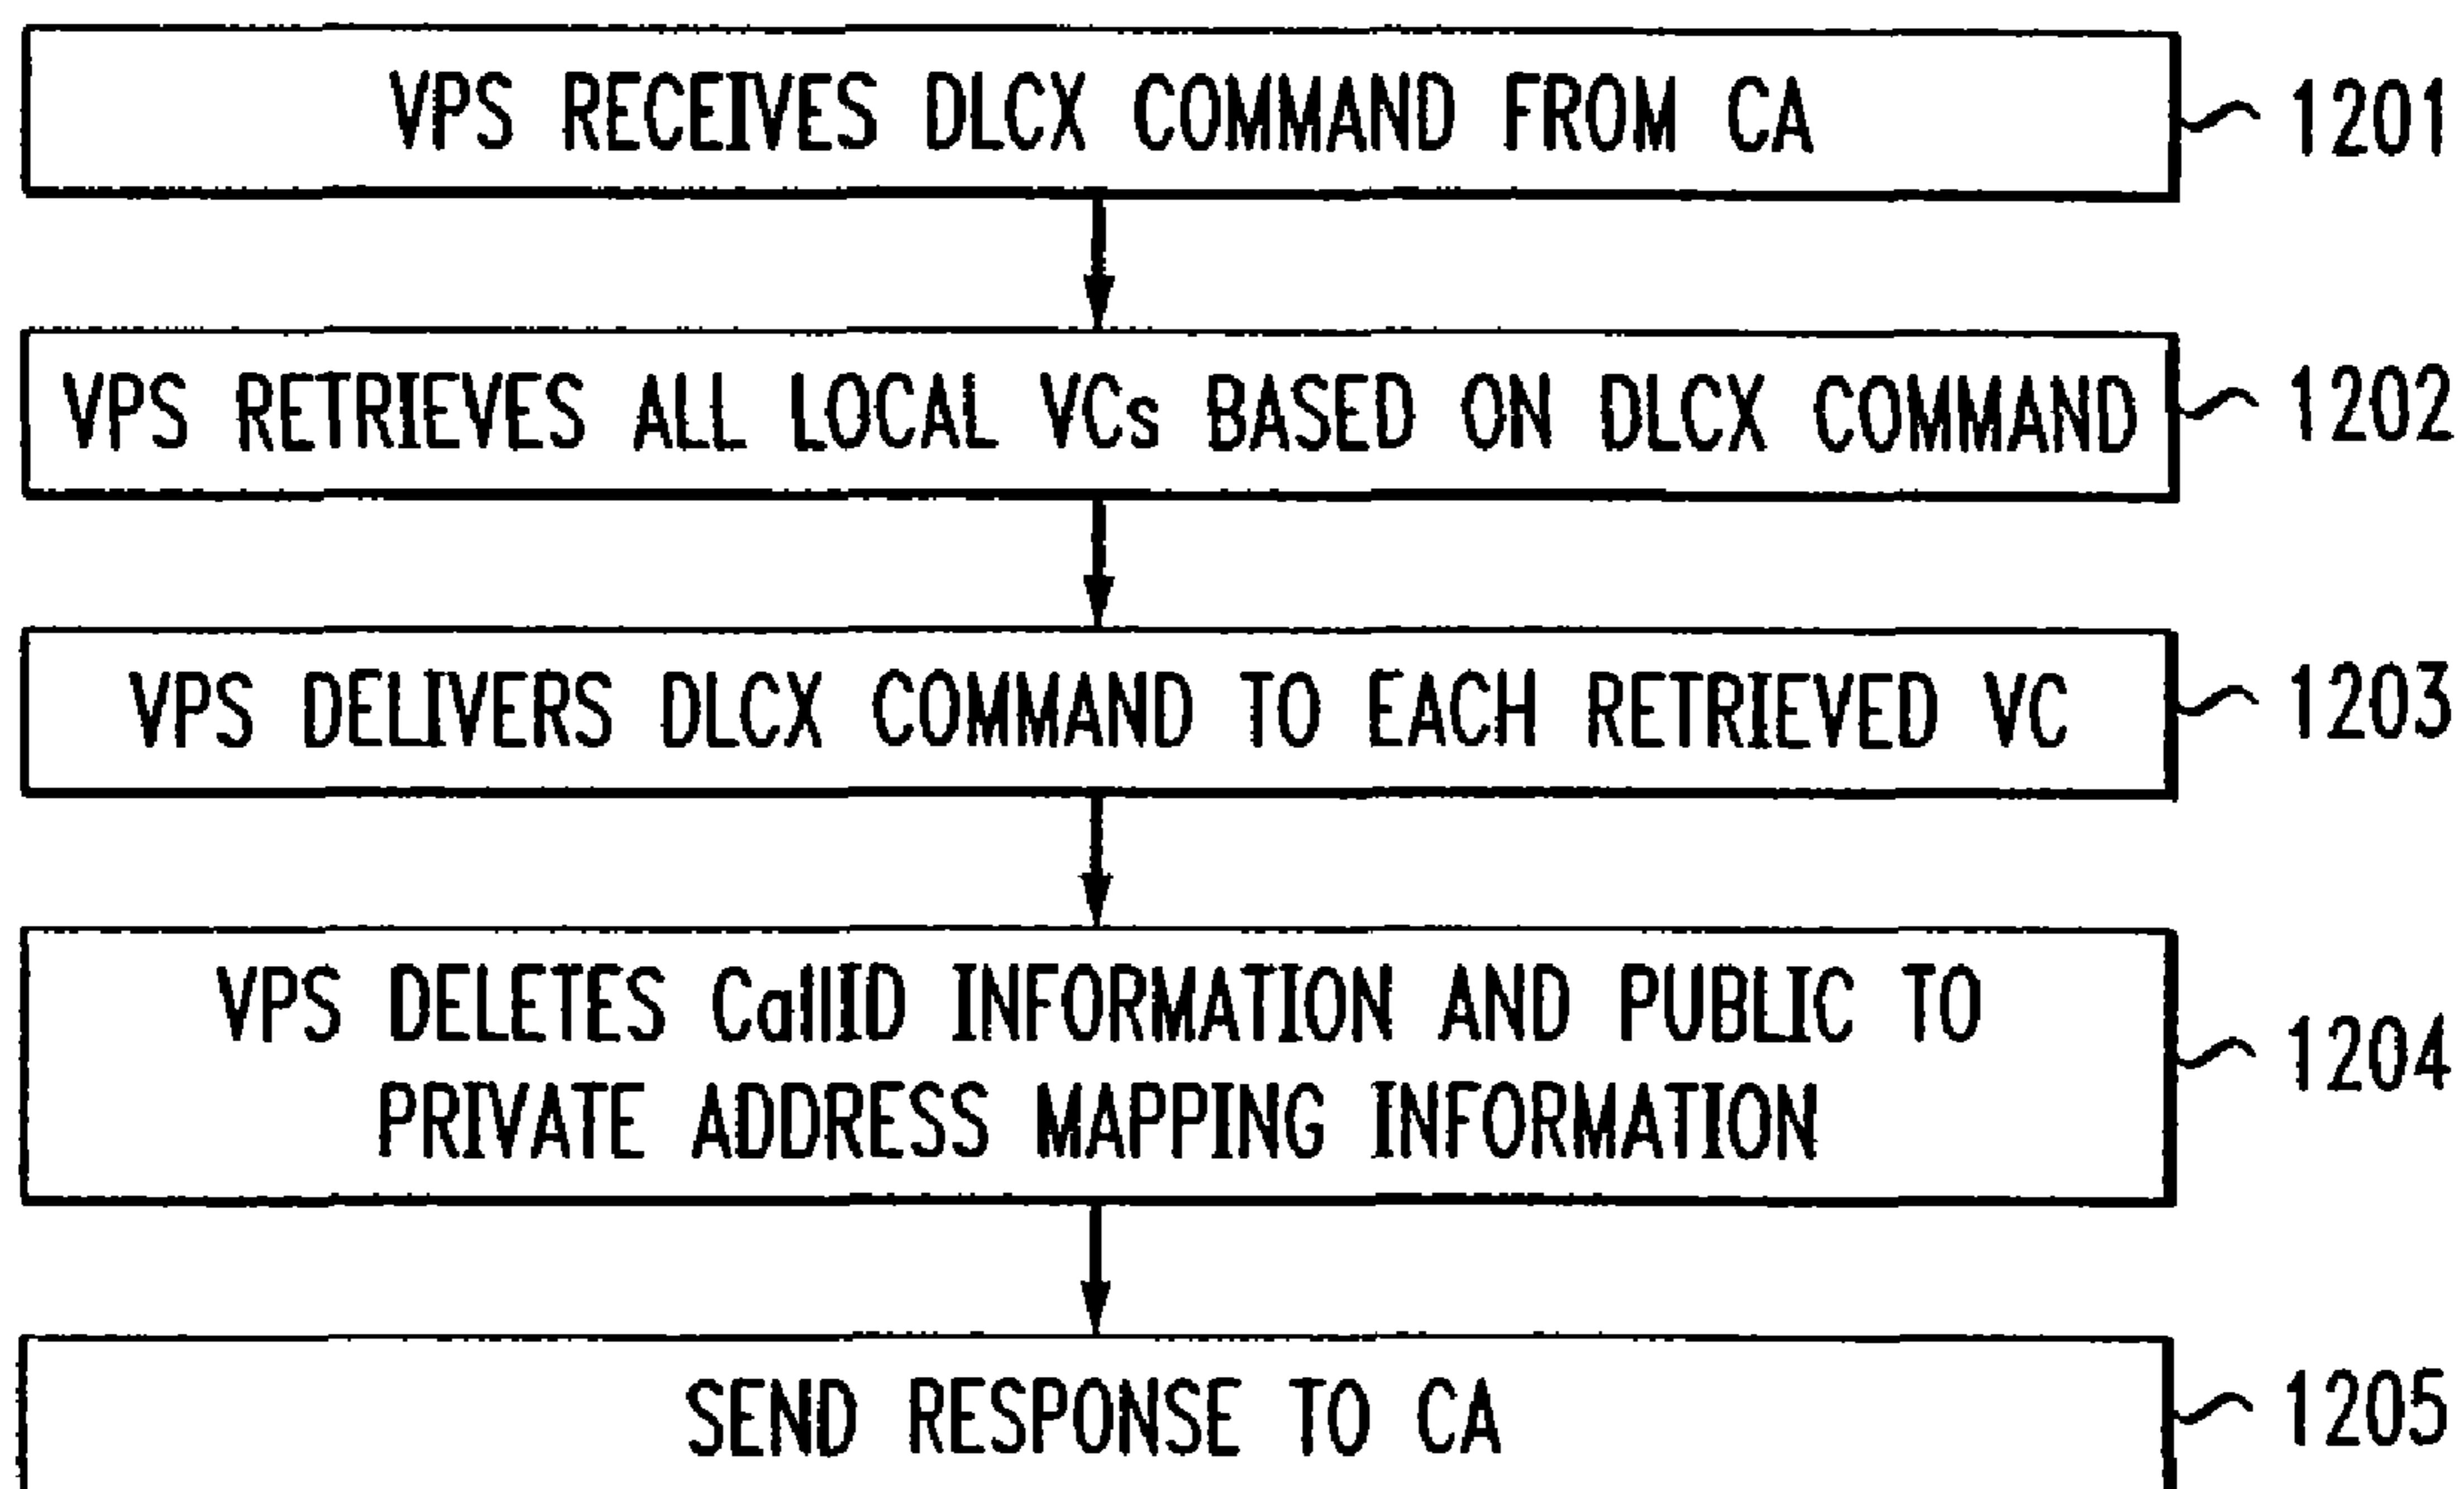 VPS RECEIVES DLCX COMMAND FROM CA
1201
VPS RETRIEVES ALL LOCAL VCs BASED ON DLCX COMMAND
1202
VPS DELIVERS DLCX COMMAND TO EACH RETRIEVED VC
1203
VPS DELETES CallID INFORMATION AND PUBLIC TO
PRIVATE ADDRESS MAPPING INFORMATION
1204
SEND RESPONSE TO CA
1205